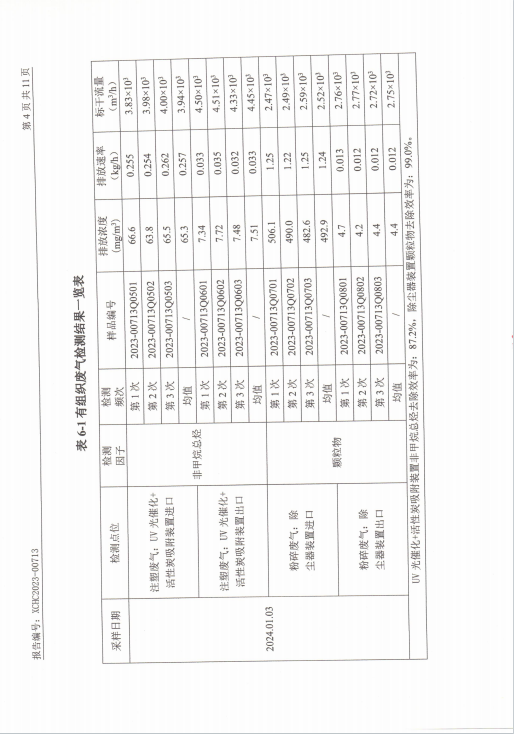 报告编号：XCHC2023-00713 第 4 页 共 11 页
表 6-1 有组织废气检测结果一览表
采样日期 检测点位 检测因子 检测频次 样品编号 排放浓度（mg/m³） 排放速率（kg/h） 标干流量（m³/h）
2024.01.03 注塑废气：UV 光催化+活性炭吸附装置进口 非甲烷总烃 第 1 次 2023-00713Q0501 66.6 0.255 3.83×10³
第 2 次 2023-00713Q0502 63.8 0.254 3.98×10³
第 3 次 2023-00713Q0503 65.5 0.262 4.00×10³
均值 / 65.3 0.257 3.94×10³
注塑废气：UV 光催化+活性炭吸附装置出口 第 1 次 2023-00713Q0601 7.34 0.033 4.50×10³
第 2 次 2023-00713Q0602 7.72 0.035 4.51×10³
第 3 次 2023-00713Q0603 7.48 0.032 4.33×10³
均值 / 7.51 0.033 4.45×10³
粉碎废气：除尘器装置进口 颗粒物 第 1 次 2023-00713Q0701 506.1 1.25 2.47×10³
第 2 次 2023-00713Q0702 490.0 1.22 2.49×10³
第 3 次 2023-00713Q0703 482.6 1.25 2.59×10³
均值 / 492.9 1.24 2.52×10³
粉碎废气：除尘器装置出口 第 1 次 2023-00713Q0801 4.7 0.013 2.76×10³
第 2 次 2023-00713Q0802 4.2 0.012 2.77×10³
第 3 次 2023-00713Q0803 4.4 0.012 2.72×10³
均值 / 4.4 0.012 2.75×10³
UV 光催化+活性炭吸附装置非甲烷总烃去除效率为：87.2%，除尘器装置颗粒物去除效率为：99.0%。